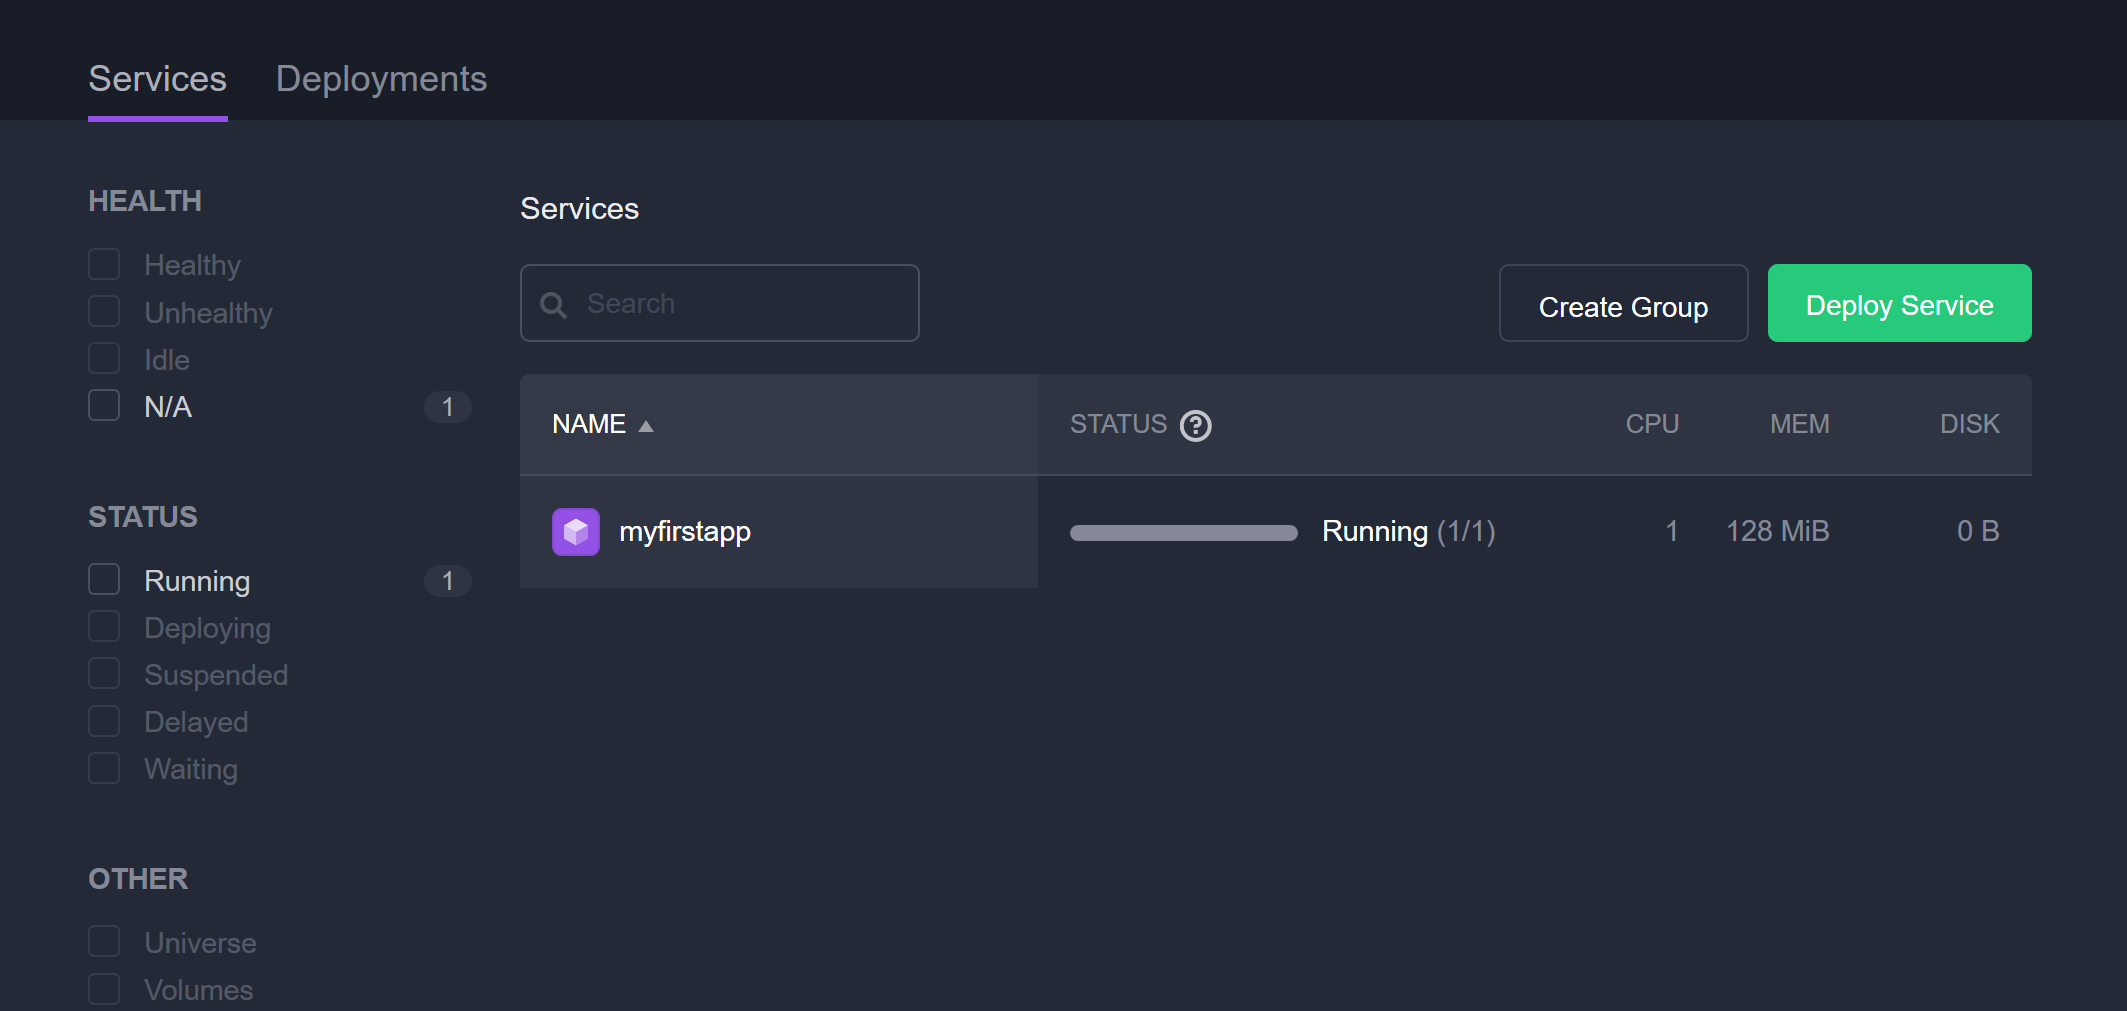 Services Deployments
HEALTH
Healthy
Unhealthy
Idle
N/A 1
STATUS
Running 1
Deploying
Suspended
Delayed
Waiting
OTHER
Universe
Volumes
Services
Search
Create Group Deploy Service
NAME STATUS ? CPU MEM DISK
myfirstapp Running (1/1) 1 128 MiB 0 B